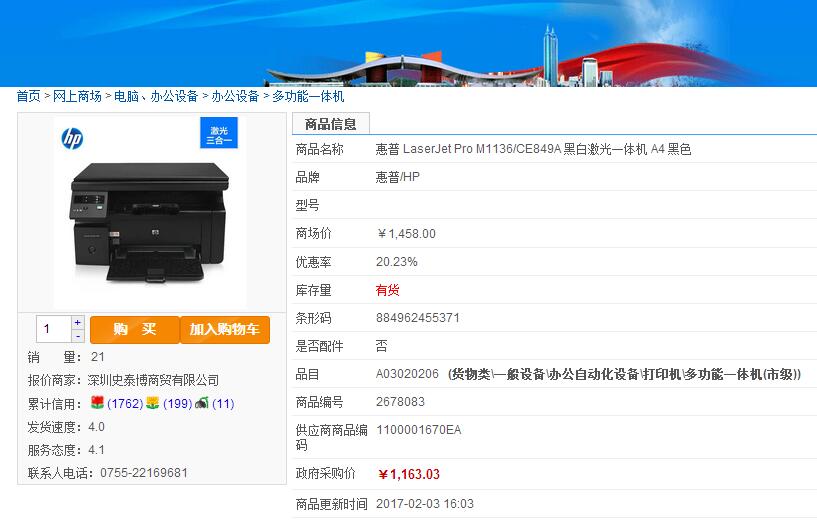 首页 > 网上商场 > 电脑、办公设备 > 办公设备 > 多功能一体机
hp
激光
三合一
1
+
-
购 买
加入购物车
销 量： 21
报价商家：深圳史泰博商贸有限公司
累计信用： (1762) (199) (11)
发货速度：4.0
服务态度：4.1
联系人电话：0755-22169681
商品信息
商品名称 惠普 LaserJet Pro M1136/CE849A 黑白激光一体机 A4 黑色
品牌 惠普/HP
型号
商场价 ￥1,458.00
优惠率 20.23%
库存量 有货
条形码 884962455371
是否配件 否
品目 A03020206 (货物类\一般设备\办公自动化设备\打印机\多功能一体机(市级))
商品编号 2678083
供应商商品编
码 1100001670EA
政府采购价 ￥1,163.03
商品更新时间 2017-02-03 16:03